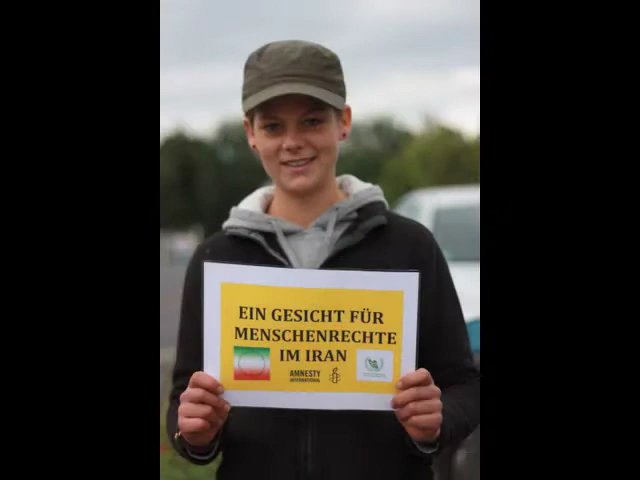 EIN GESICHT FÜR
MENSCHENRECHTE
IM IRAN
AMNESTY
INTERNATIONAL